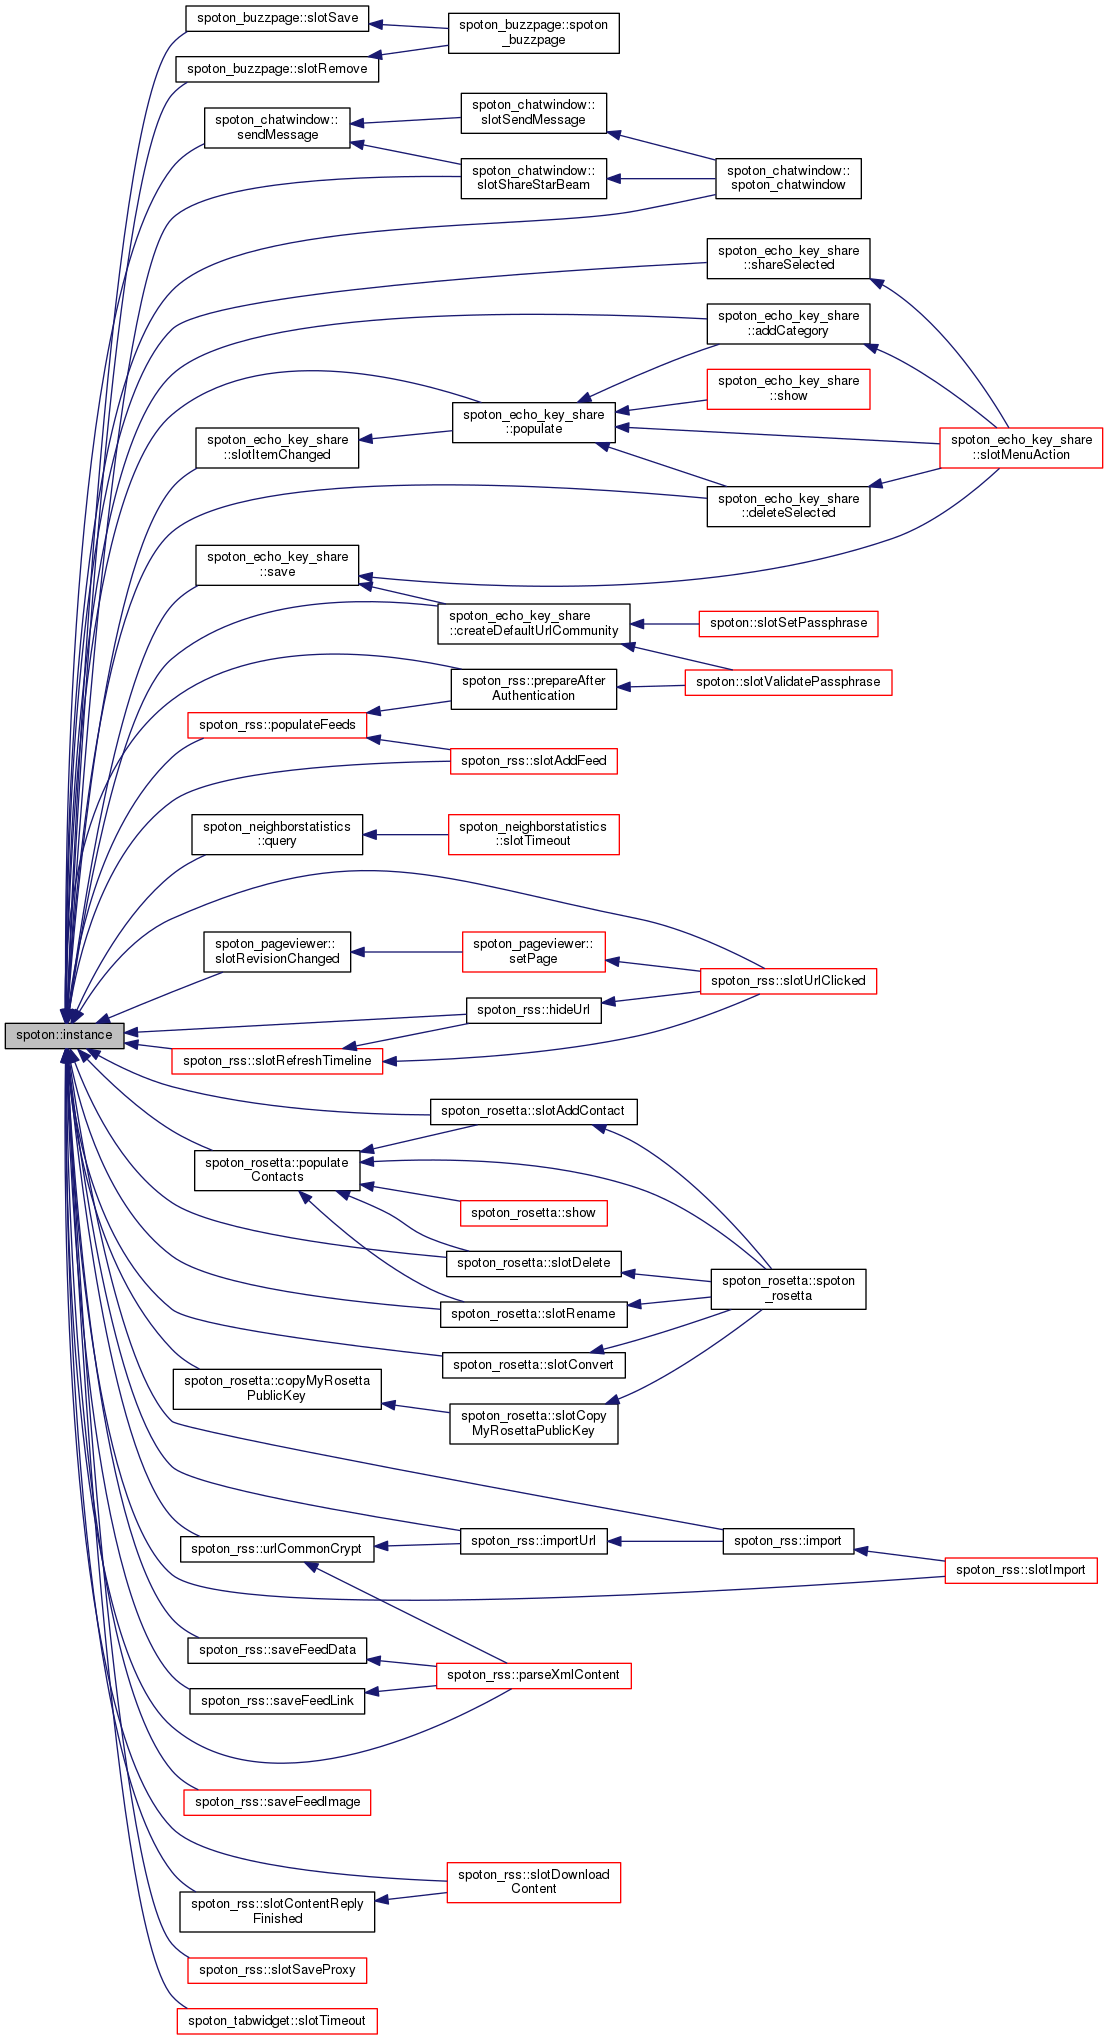 spoton_buzzpage::slotSave
spoton_buzzpage::spoton
_buzzpage
spoton_buzzpage::slotRemove
spoton_chatwindow::
sendMessage
spoton_chatwindow::
slotSendMessage
spoton_chatwindow::
slotShareStarBeam
spoton_chatwindow::
spoton_chatwindow
spoton_echo_key_share
::shareSelected
spoton_echo_key_share
::addCategory
spoton_echo_key_share
::show
spoton_echo_key_share
::populate
spoton_echo_key_share
::slotItemChanged
spoton_echo_key_share
::slotMenuAction
spoton_echo_key_share
::deleteSelected
spoton_echo_key_share
::save
spoton_echo_key_share
::createDefaultUrlCommunity
spoton::slotSetPassphrase
spoton_rss::prepareAfter
Authentication
spoton::slotValidatePassphrase
spoton_rss::populateFeeds
spoton_rss::slotAddFeed
spoton_neighborstatistics
::query
spoton_neighborstatistics
::slotTimeout
spoton_pageviewer::
slotRevisionChanged
spoton_pageviewer::
setPage
spoton_rss::slotUrlClicked
spoton_rss::hideUrl
spoton::instance
spoton_rss::slotRefreshTimeline
spoton_rosetta::slotAddContact
spoton_rosetta::populate
Contacts
spoton_rosetta::show
spoton_rosetta::slotDelete
spoton_rosetta::spoton
_rosetta
spoton_rosetta::slotRename
spoton_rosetta::slotConvert
spoton_rosetta::copyMyRosetta
PublicKey
spoton_rosetta::slotCopy
MyRosettaPublicKey
spoton_rss::urlCommonCrypt
spoton_rss::importUrl
spoton_rss::import
spoton_rss::slotImport
spoton_rss::saveFeedData
spoton_rss::parseXmlContent
spoton_rss::saveFeedLink
spoton_rss::saveFeedImage
spoton_rss::slotDownload
Content
spoton_rss::slotContentReply
Finished
spoton_rss::slotSaveProxy
spoton_tabwidget::slotTimeout